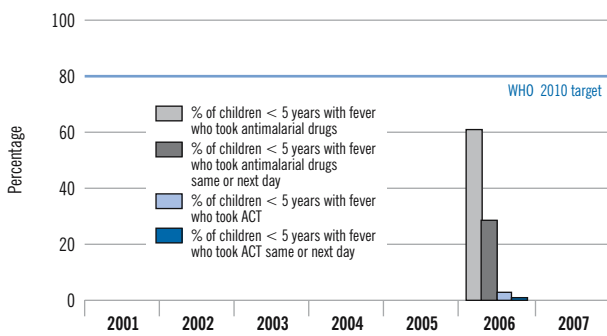 100
80
60
40
20
0
Percentage
WHO 2010 target
% of children < 5 years with fever
who took antimalarial drugs
% of children < 5 years with fever
who took antimalarial drugs
same or next day
% of children < 5 years with fever
who took ACT
% of children < 5 years with fever
who took ACT same or next day
2001 2002 2003 2004 2005 2006 2007